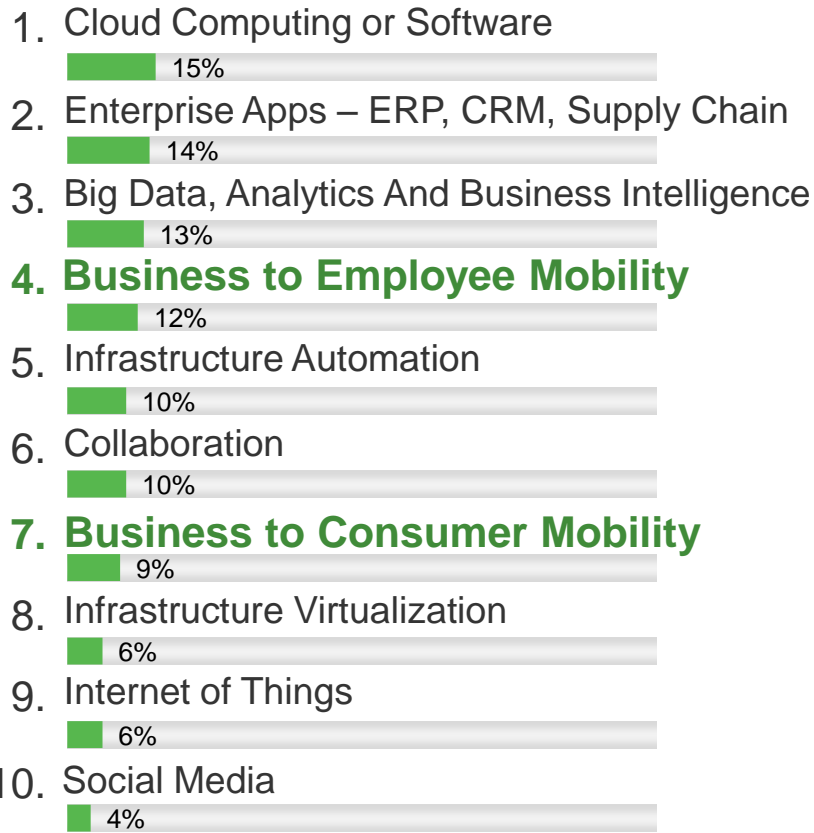 1. Cloud Computing or Software
15%
2. Enterprise Apps – ERP, CRM, Supply Chain
14%
3. Big Data, Analytics And Business Intelligence
13%
4. Business to Employee Mobility
12%
5. Infrastructure Automation
10%
6. Collaboration
10%
7. Business to Consumer Mobility
9%
8. Infrastructure Virtualization
6%
9. Internet of Things
6%
10. Social Media
4%